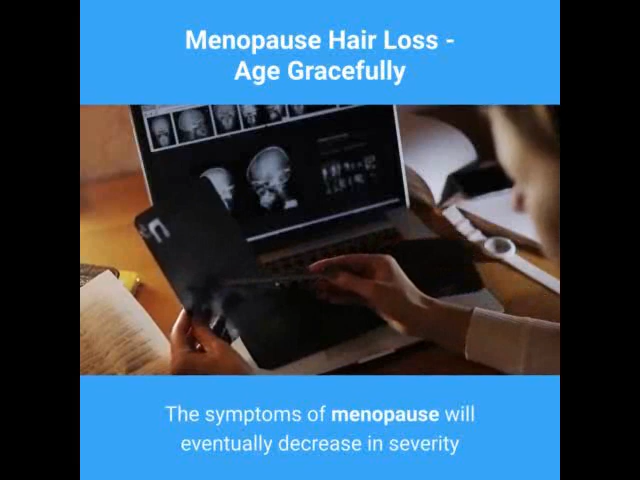 Menopause Hair Loss -
Age Gracefully
The symptoms of menopause will
eventually decrease in severity